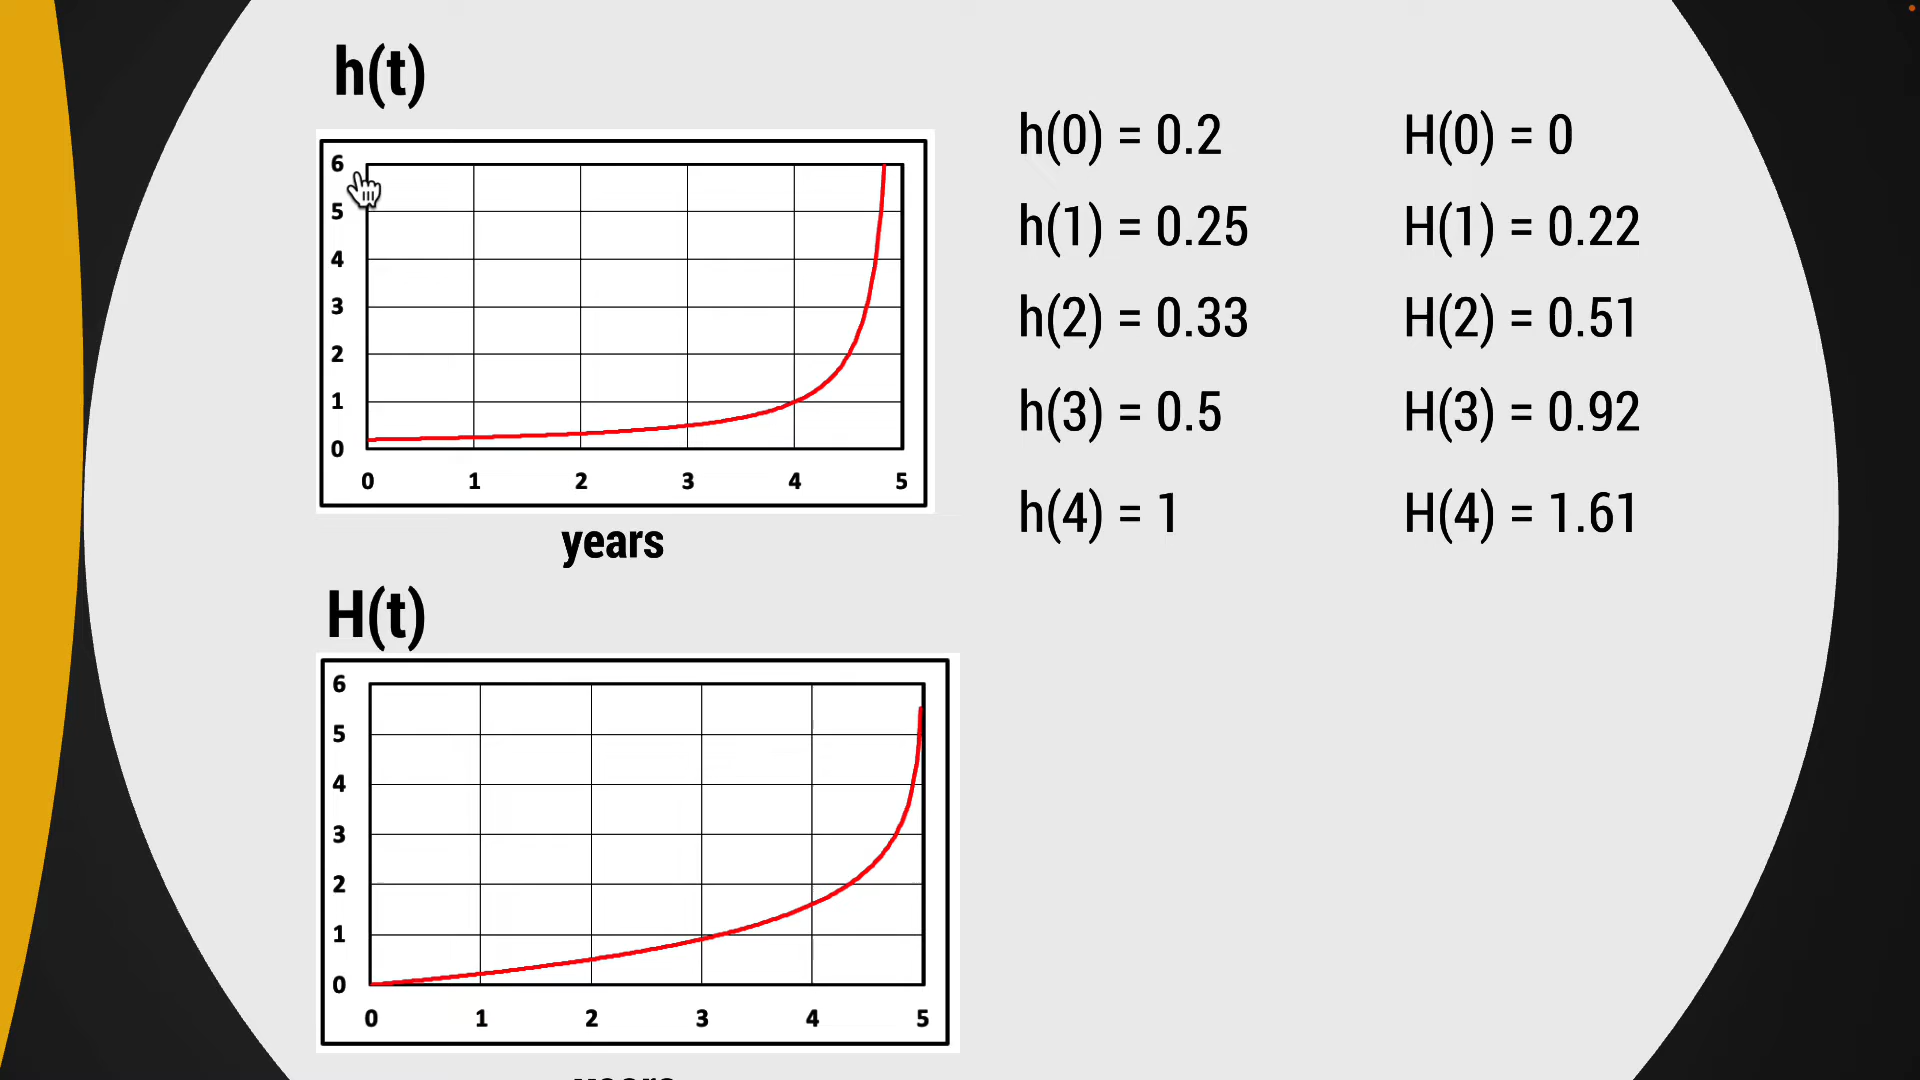 h(t)
6
5
4
3
2
1
0
0 1 2 3 4 5
years
H(t)
6
5
4
3
2
1
0
0 1 2 3 4 5
h(0) = 0.2 H(0) = 0
h(1) = 0.25 H(1) = 0.22
h(2) = 0.33 H(2) = 0.51
h(3) = 0.5 H(3) = 0.92
h(4) = 1 H(4) = 1.61